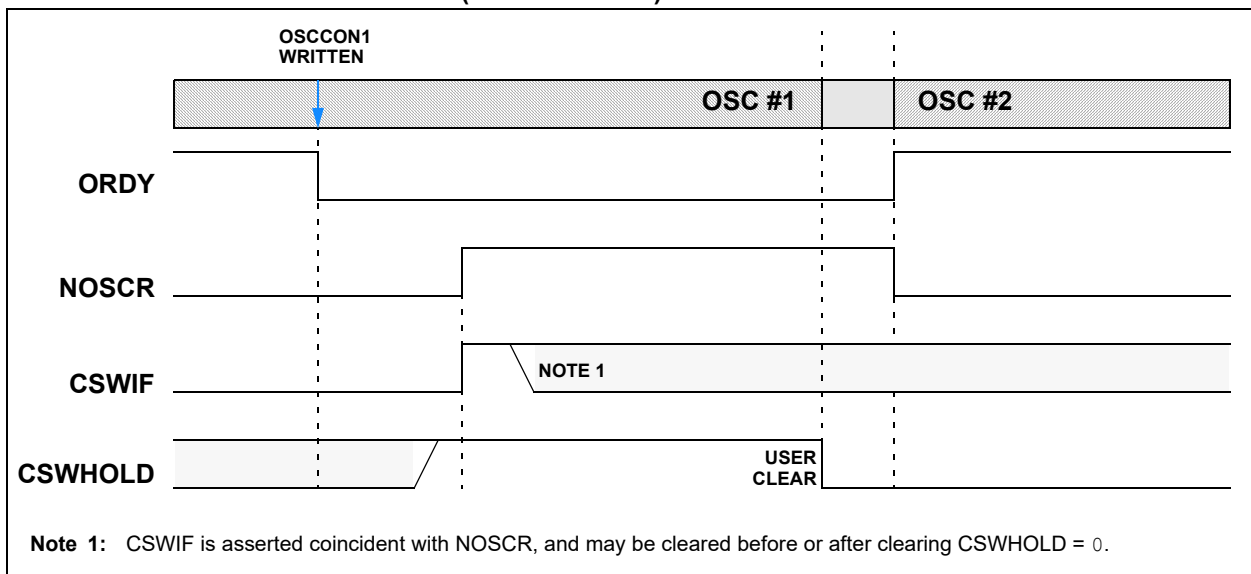 OSCCON1
WRITTEN
OSC #1
OSC #2
ORDY
NOSCR
CSWIF
NOTE 1
CSWHOLD
USER
CLEAR
Note 1: CSWIF is asserted coincident with NOSCR, and may be cleared before or after clearing CSWHOLD = 0.